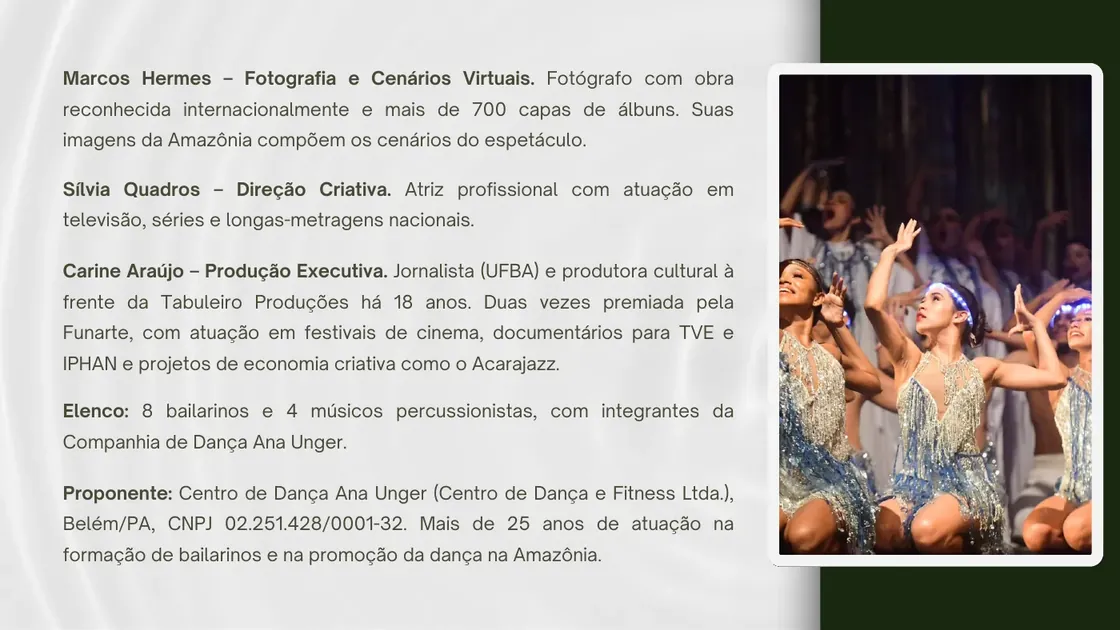 Marcos Hermes – Fotografia e Cenários Virtuais. Fotógrafo com obra
reconhecida internacionalmente e mais de 700 capas de álbuns. Suas
imagens da Amazônia compõem os cenários do espetáculo.
Sílvia Quadros – Direção Criativa. Atriz profissional com atuação em
televisão, séries e longas-metragens nacionais.
Carine Araújo – Produção Executiva. Jornalista (UFBA) e produtora cultural à
frente da Tabuleiro Produções há 18 anos. Duas vezes premiada pela
Funarte, com atuação em festivais de cinema, documentários para TVE e
IPHAN e projetos de economia criativa como o Acarajazz.
Elenco: 8 bailarinos e 4 músicos percussionistas, com integrantes da
Companhia de Dança Ana Unger.
Proponente: Centro de Dança Ana Unger (Centro de Dança e Fitness Ltda.),
Belém/PA, CNPJ 02.251.428/0001-32. Mais de 25 anos de atuação na
formação de bailarinos e na promoção da dança na Amazônia.